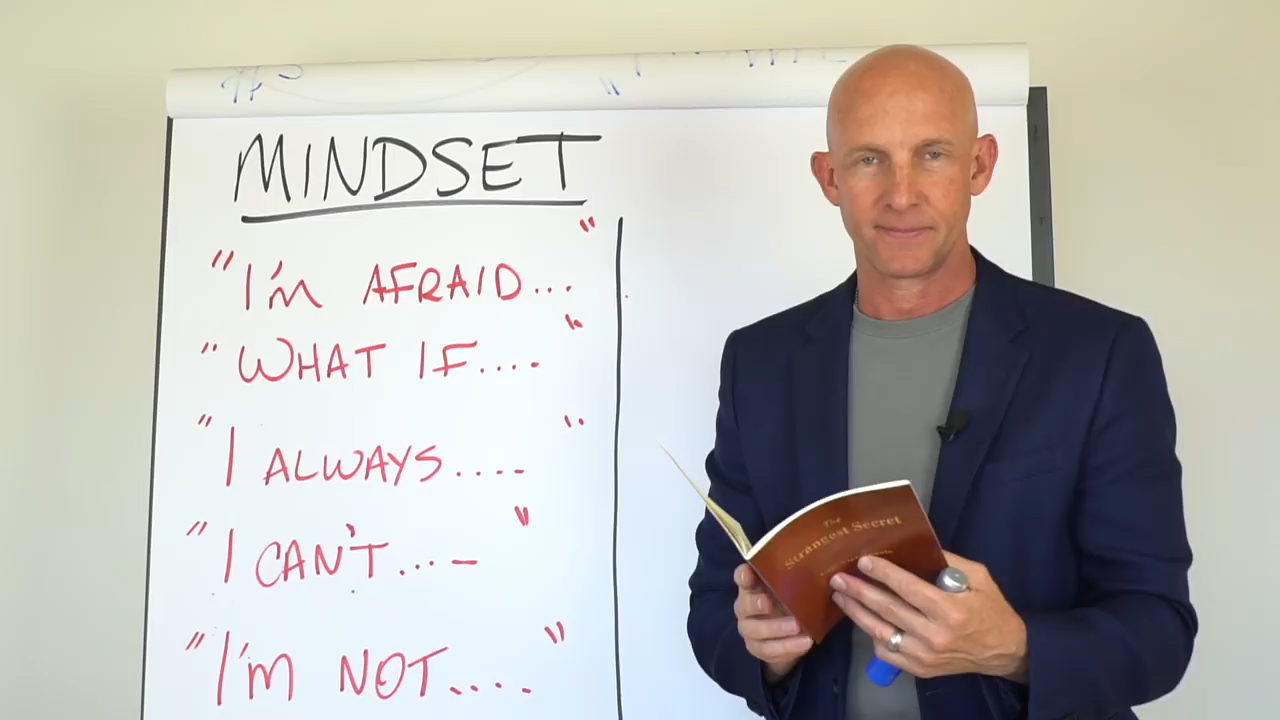 MINDSET
"I'm AFRAID..."
"WHAT IF...."
"I ALWAYS...."
"I CAN'T...."
"I'm NOT...."
The
Strangest Secret